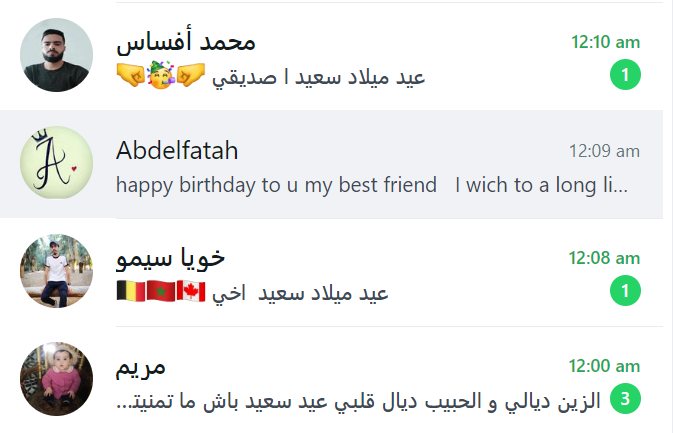 محمد أفساس
12:10 am
عيد ميلاد سعيد ا صديقي 🤜🥳🤛
1
Abdelfatah
12:09 am
happy birthday to u my best friend I wich to a long li...
خويا سيمو
12:08 am
عيد ميلاد سعيد اخي 🇨🇦🇲🇦🇧🇪
1
مريم
12:00 am
الزين ديالي و الحبيب ديال قلبي عيد سعيد باش ما تمنيتـ...
3